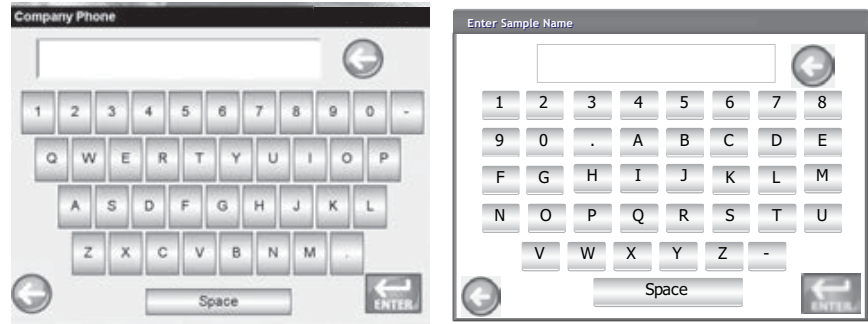 Company Phone
1 2 3 4 5 6 7 8 9 0 -
Q W E R T Y U I O P
A S D F G H J K L
Z X C V B N M .
Space
ENTER
Enter Sample Name
1 2 3 4 5 6 7 8
9 0 . A B C D E
F G H I J K L M
N O P Q R S T U
V W X Y Z -
Space
ENTER